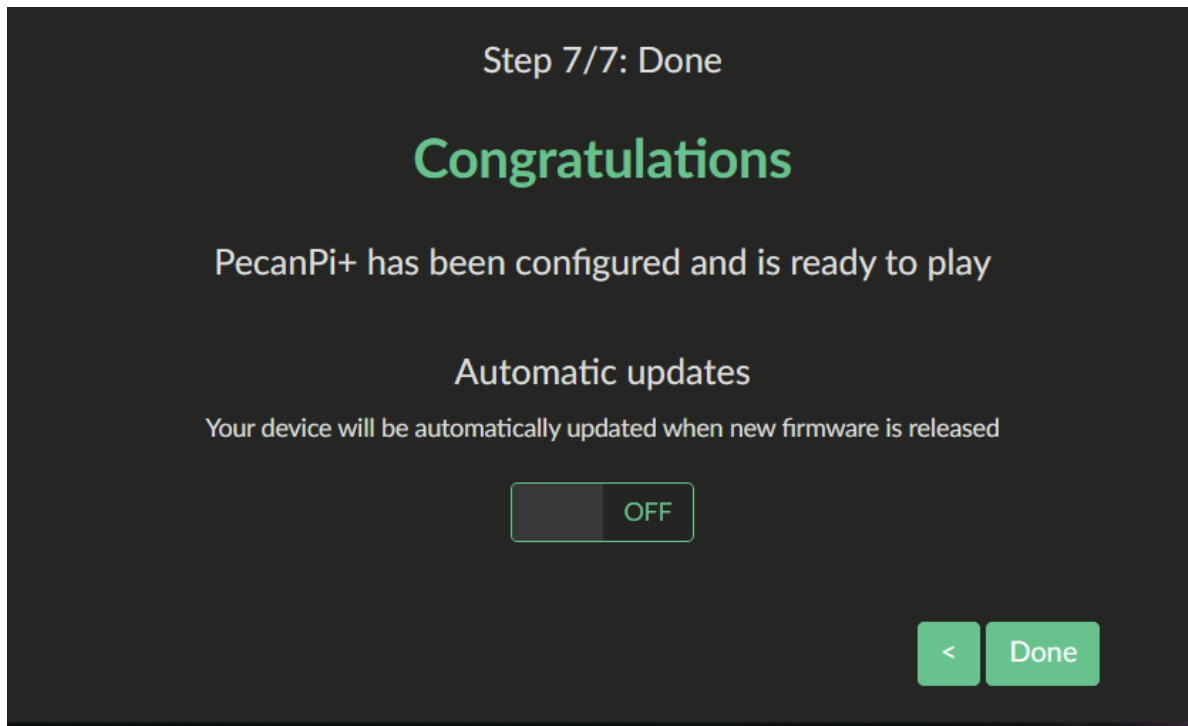 Step 7/7: Done
Congratulations
PecanPi+ has been configured and is ready to play
Automatic updates
Your device will be automatically updated when new firmware is released
OFF
< Done